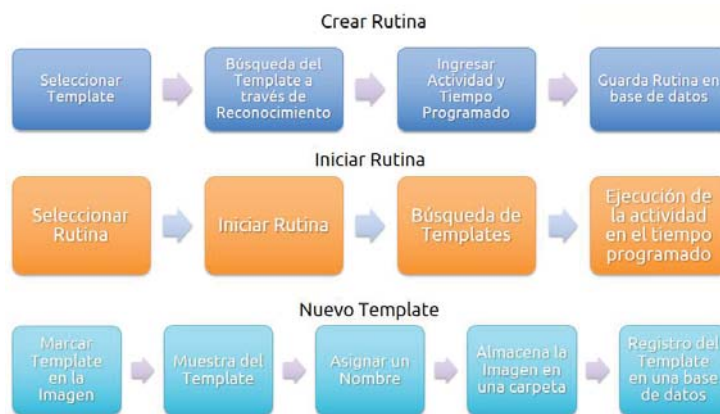 Crear Rutina
Seleccionar
Template
Búsqueda del
Template a
través de
Reconocimiento
Ingresar
Actividad y
Tiempo
Programado
Guarda Rutina en
base de datos
Iniciar Rutina
Seleccionar
Rutina
Iniciar Rutina
Búsqueda de
Templates
Ejecución de
la actividad
en el tiempo
programado
Nuevo Template
Marcar
Template
en la
Imagen
Muestra del
Template
Asignar un
Nombre
Almacena la
Imagen en
una carpeta
Registro del
Template
en una base
de datos